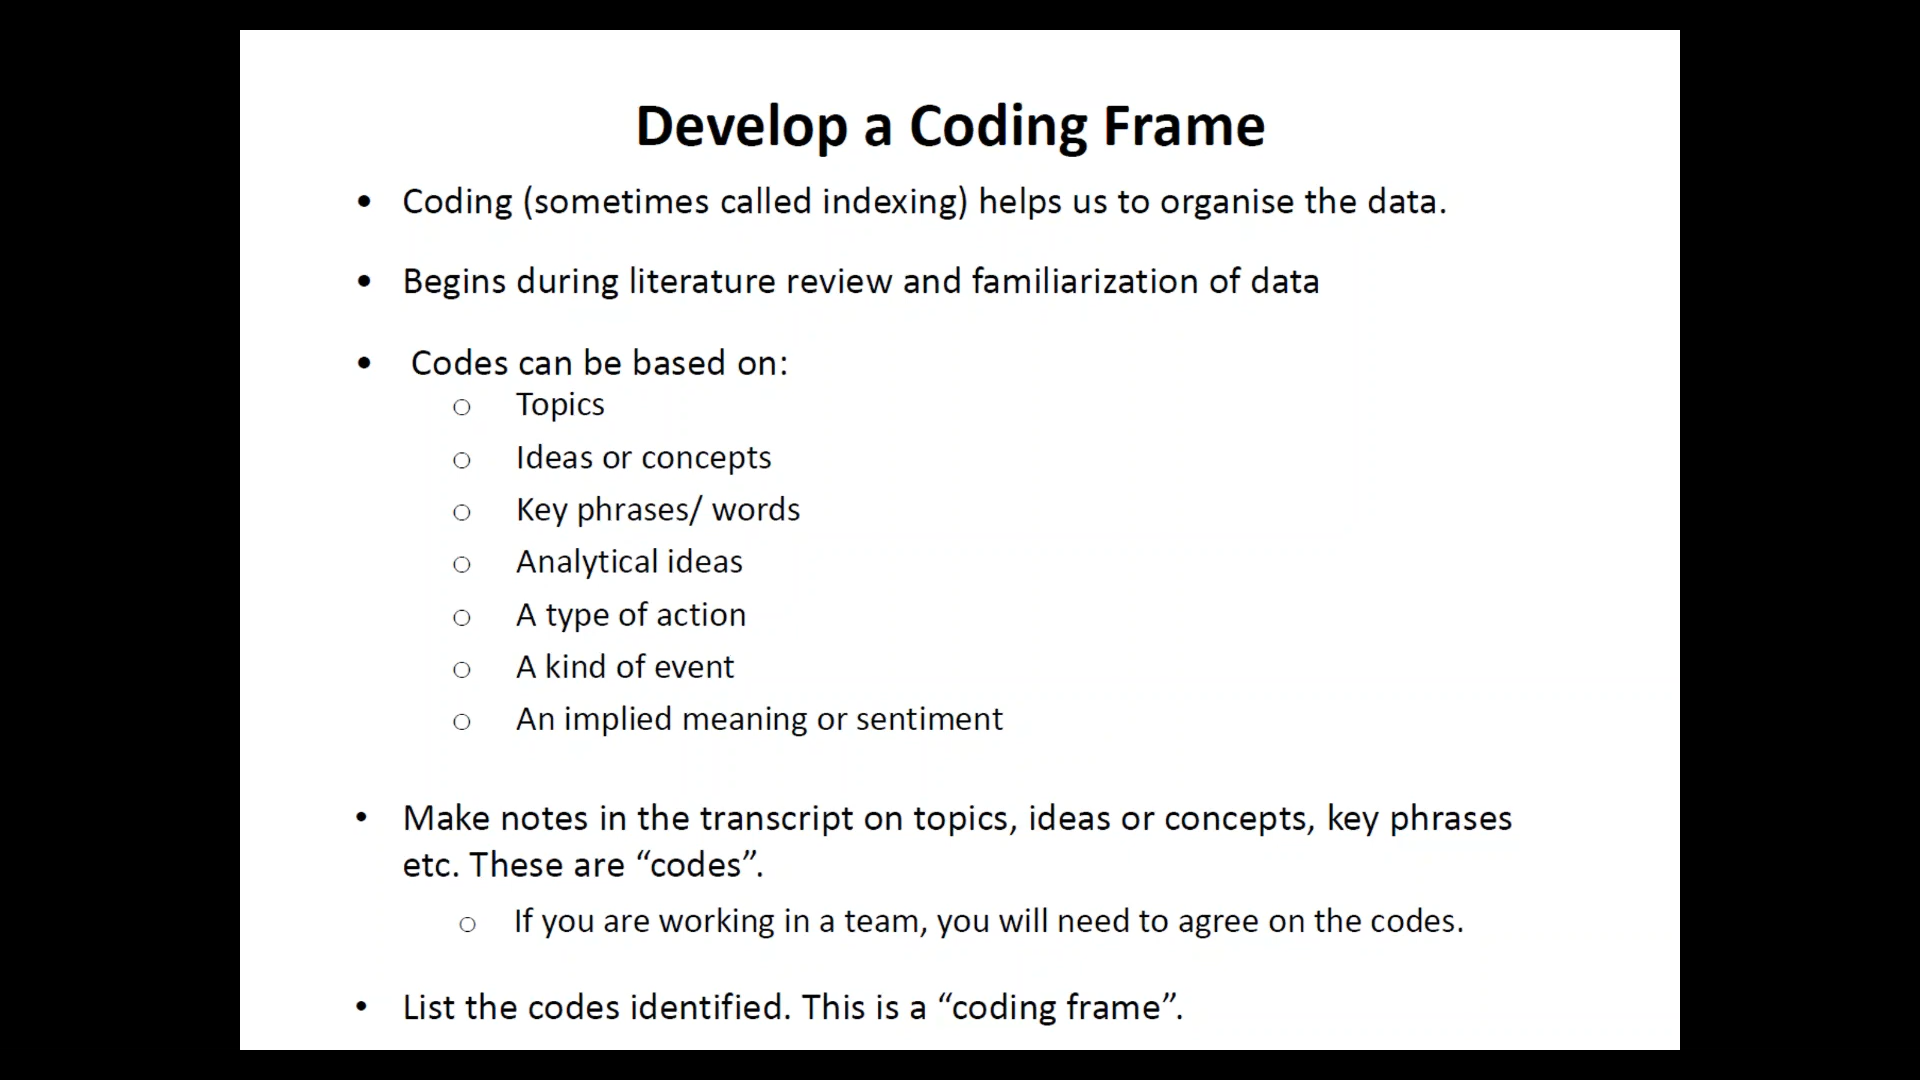 Develop a Coding Frame
• Coding (sometimes called indexing) helps us to organise the data.
• Begins during literature review and familiarization of data
• Codes can be based on:
○ Topics
○ Ideas or concepts
○ Key phrases/ words
○ Analytical ideas
○ A type of action
○ A kind of event
○ An implied meaning or sentiment
• Make notes in the transcript on topics, ideas or concepts, key phrases
etc. These are “codes”.
○ If you are working in a team, you will need to agree on the codes.
• List the codes identified. This is a “coding frame”.